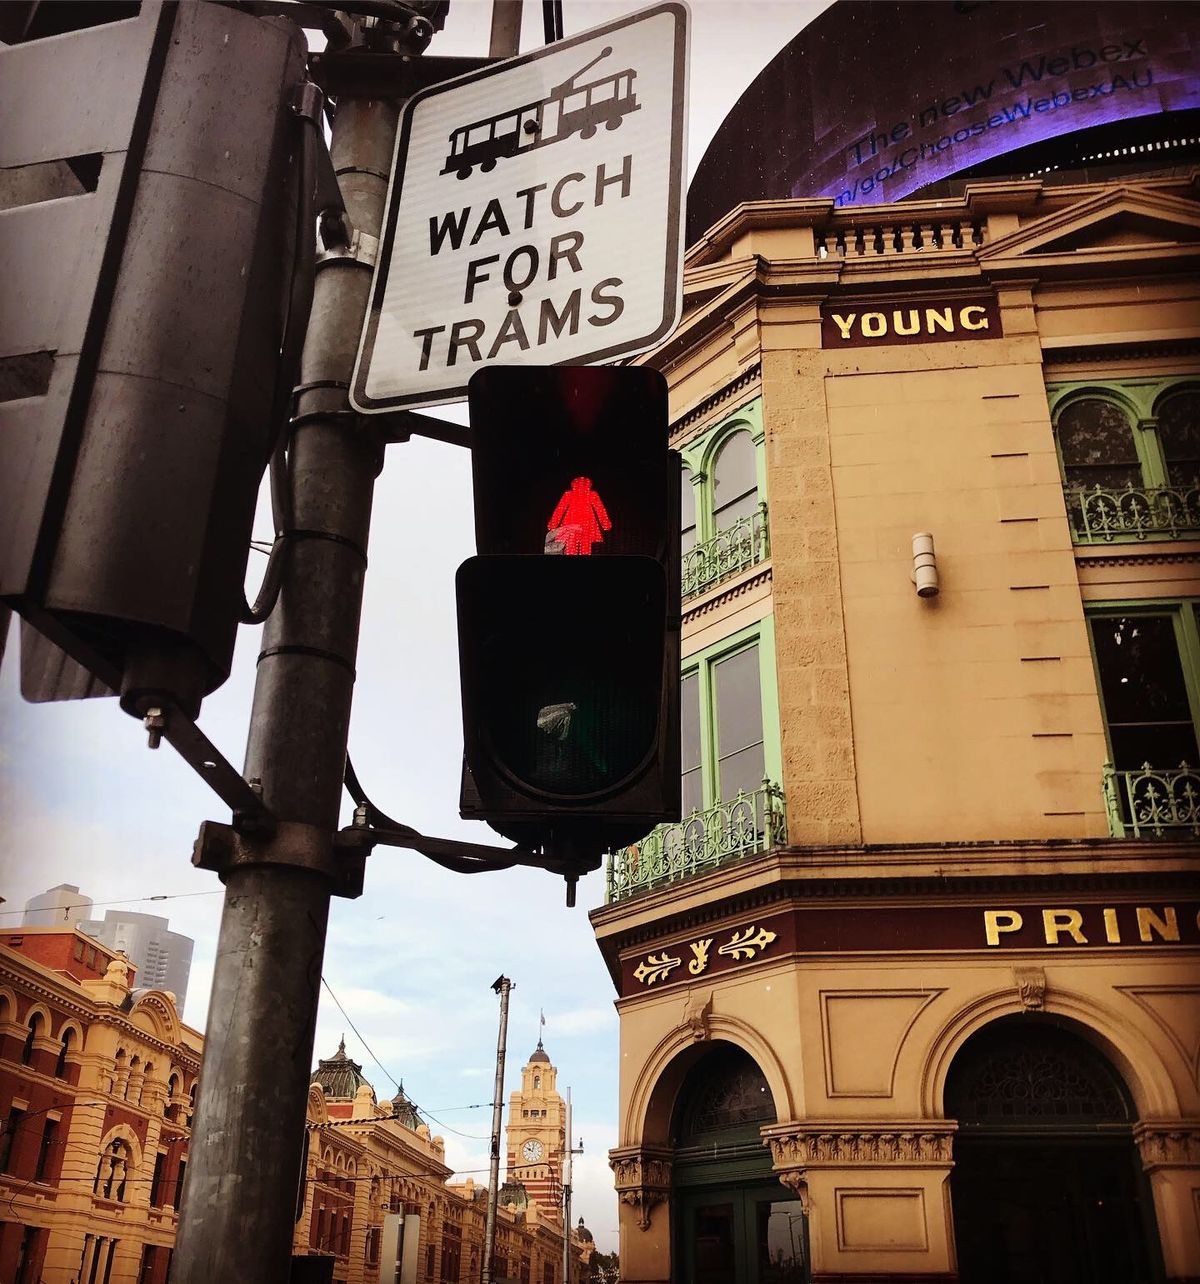 WATCH
FOR
TRAMS
The new Webex
m/go/ChooseWebexAU
YOUNG
PRIN